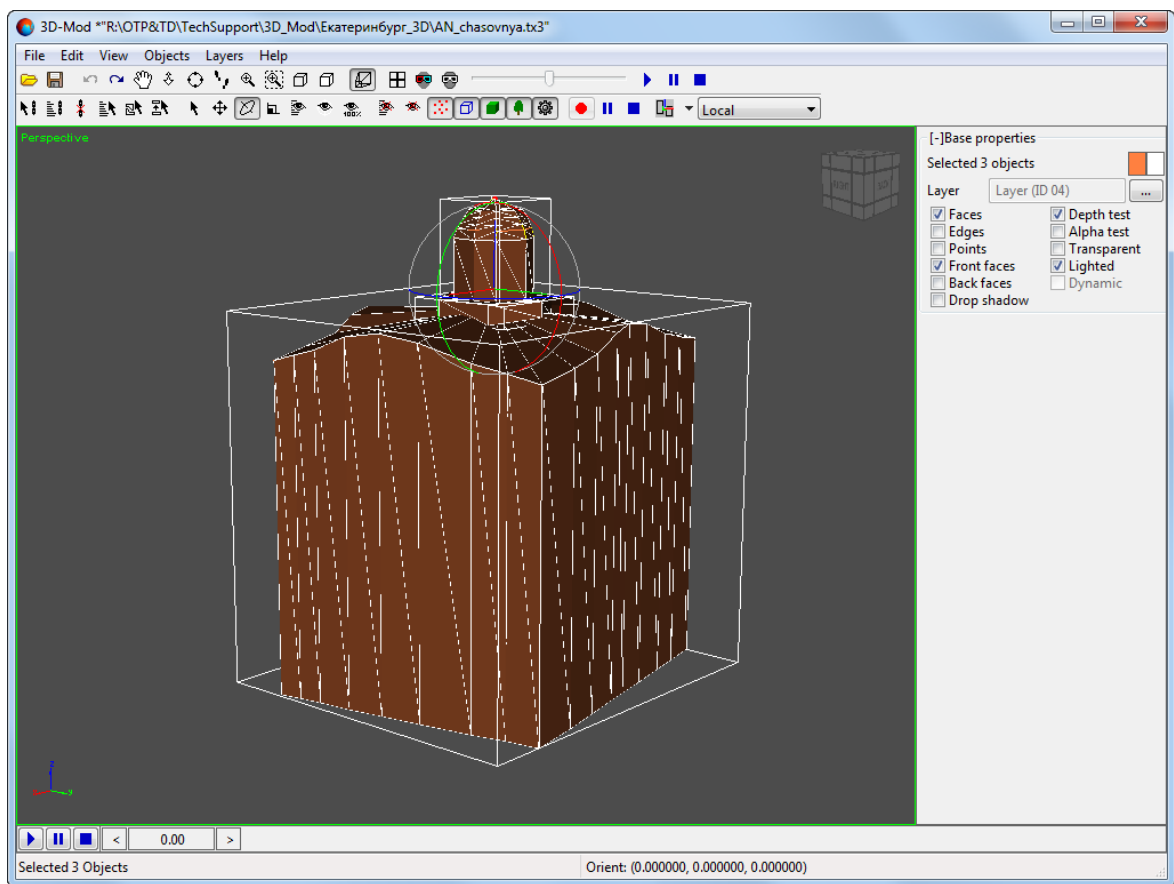 3D-Mod *"R:\OTP&TD\TechSupport\3D_Mod\Екатеринбург_3D\AN_chasovnya.tx3"
File Edit View Objects Layers Help
100%
Local
Perspective
[-]Base properties
Selected 3 objects
Layer Layer (ID 04) ...
Faces Depth test
Edges Alpha test
Points Transparent
Front faces Lighted
Back faces Dynamic
Drop shadow
z
x y
< 0.00 >
Selected 3 Objects Orient: (0.000000, 0.000000, 0.000000)